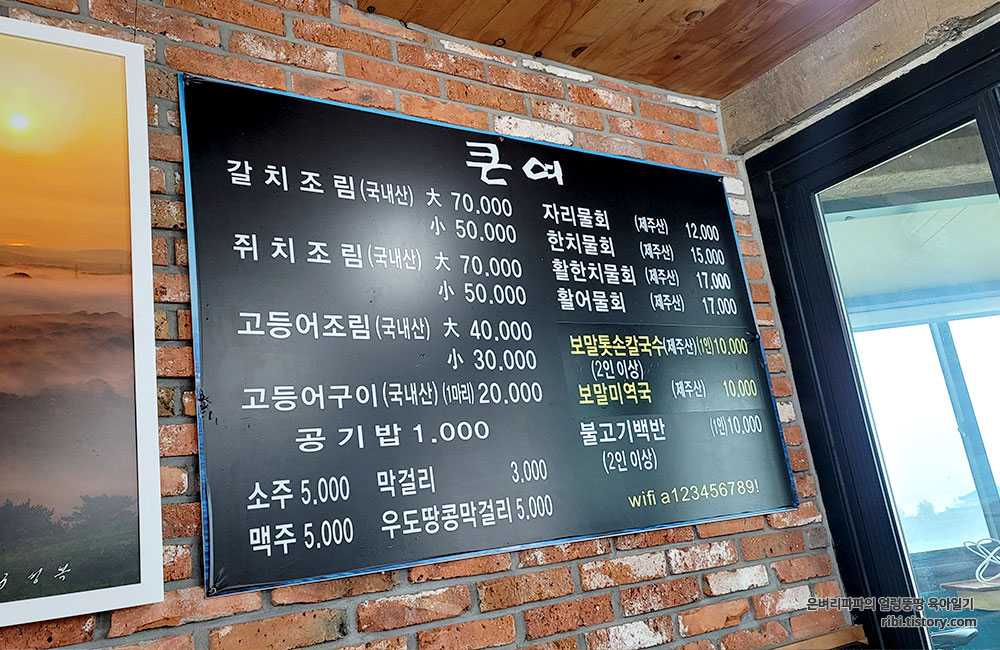 큰여
갈치조림(국내산) 大 70.000
小 50.000
쥐치조림(국내산) 大 70.000
小 50.000
고등어조림(국내산) 大 40.000
小 30.000
고등어구이(국내산)(1마리) 20.000
공기밥 1.000
소주 5.000 막걸리 3,000
맥주 5.000 우도땅콩막걸리 5,000
자리물회 (제주산) 12,000
한치물회 (제주산) 15,000
활한치물회 (제주산) 17,000
활어물회 (제주산) 17,000
보말톳손칼국수(제주산)(1인)10,000
(2인이상)
보말미역국 (제주산) 10,000
불고기백반 (1인)10,000
(2인이상)
wifi a123456789!
은벼리파파의 얼렁뚱땅 육아일기
ribi.tistory.com